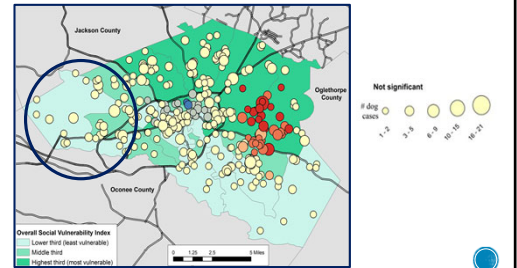 Jackson County
Oglethorpe
County
Oconee County
Overall Social Vulnerability Index
Lower third (least vulnerable)
Middle third
Highest third (most vulnerable)
0 1.25 2.5 5 Miles
Not significant
# dog
cases
1 - 2
3 - 5
6 - 9
10 - 15
16 - 21